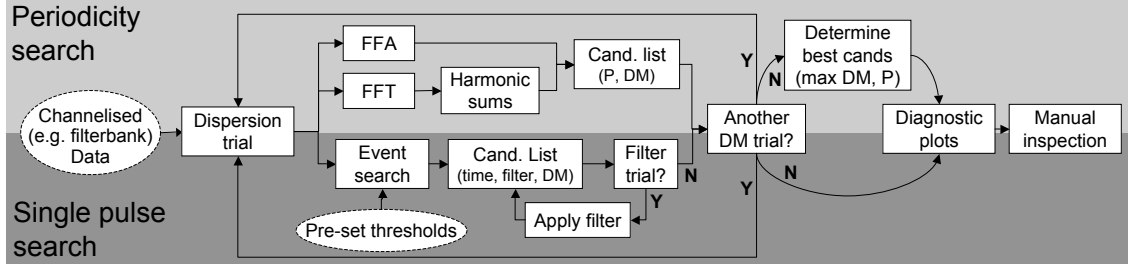 Periodicity
search
Channelised
(e.g. filterbank)
Data
Dispersion
trial
FFA
FFT
Harmonic
sums
Cand. list
(P, DM)
Another
DM trial?
Y
N
Determine
best cands
(max DM, P)
Diagnostic
plots
Manual
inspection
Single pulse
search
Event
search
Pre-set thresholds
Cand. List
(time, filter, DM)
Filter
trial?
N
Y
Apply filter
Y
N